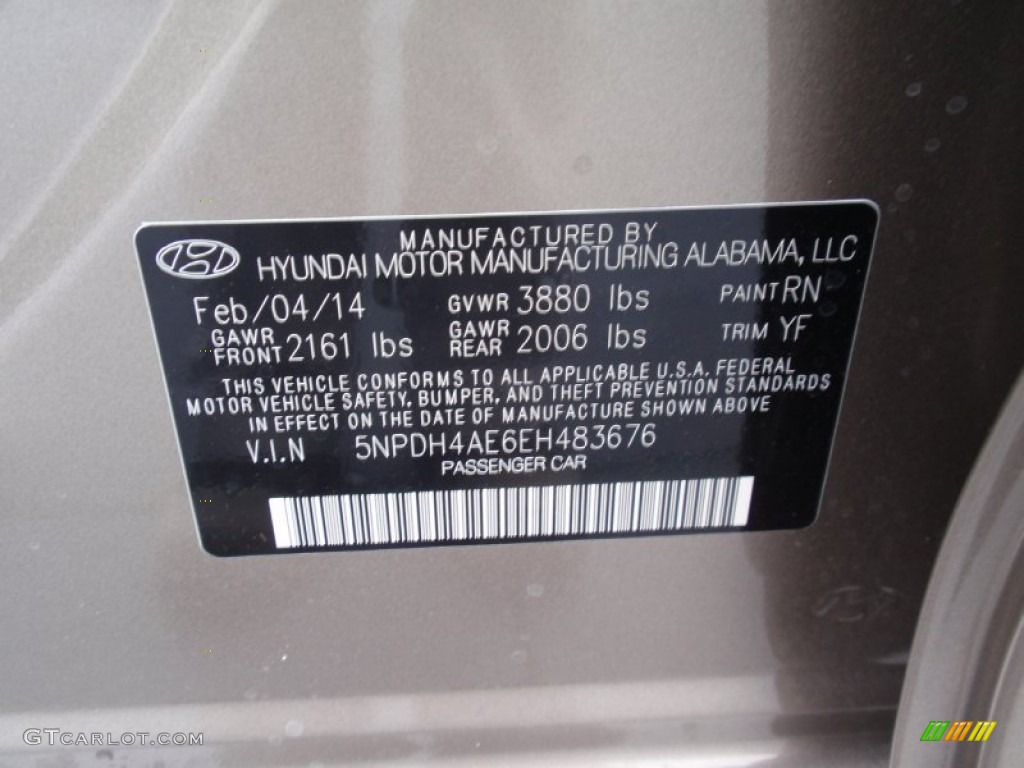 MANUFACTURED BY
HYUNDAI MOTOR MANUFACTURING ALABAMA, LLC
Feb/04/14 GVWR 3880 lbs PAINT RN
GAWR FRONT 2161 lbs GAWR REAR 2006 lbs TRIM YF
THIS VEHICLE CONFORMS TO ALL APPLICABLE U.S.A. FEDERAL
MOTOR VEHICLE SAFETY, BUMPER, AND THEFT PREVENTION STANDARDS
IN EFFECT ON THE DATE OF MANUFACTURE SHOWN ABOVE
V.I.N 5NPDH4AE6EH483676
PASSENGER CAR
GTCARLOT.COM